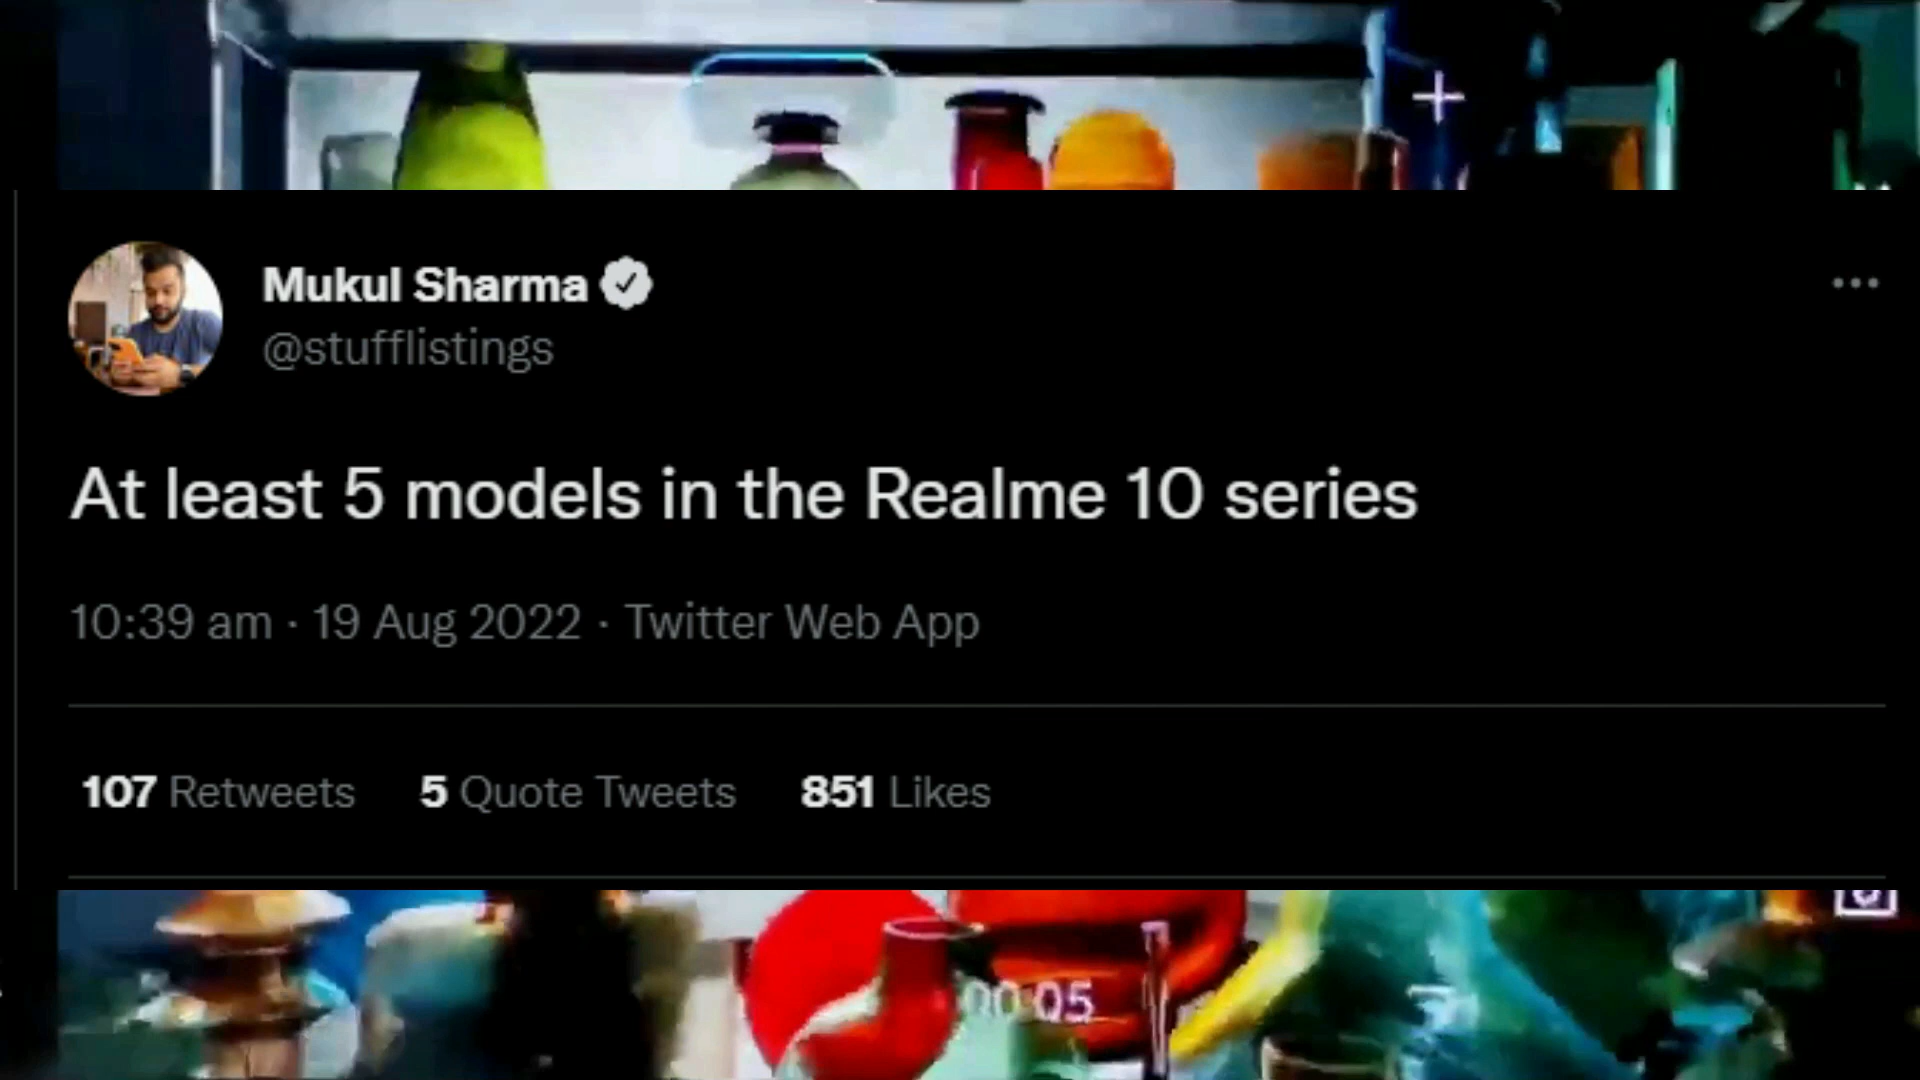 Mukul Sharma
@stufflistings
At least 5 models in the Realme 10 series
10:39 am · 19 Aug 2022 · Twitter Web App
107 Retweets 5 Quote Tweets 851 Likes
00:05